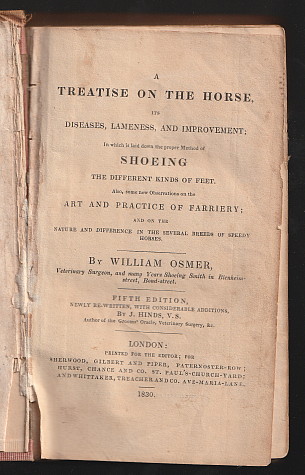 A
TREATISE ON THE HORSE,
ITS
DISEASES, LAMENESS, AND IMPROVEMENT;
In which is laid down the proper Method of
SHOEING
THE DIFFERENT KINDS OF FEET.
Also, some new Observations on the
ART AND PRACTICE OF FARRIERY;
AND ON THE
NATURE AND DIFFERENCE IN THE SEVERAL BREEDS OF SPEEDY
HORSES.
BY WILLIAM OSMER,
Veterinary Surgeon, and many Years Shoeing Smith in Blenheim-
street, Bond-street.
FIFTH EDITION,
NEWLY RE-WRITTEN, WITH CONSIDERABLE ADDITIONS,
BY J. HINDS, V. S.
Author of the Grooms' Oracle, Veterinary Surgery, &c.
LONDON:
PRINTED FOR THE EDITOR; FOR
SHERWOOD, GILBERT AND PIPER, PATERNOSTER-ROW;
HURST, CHANCE AND CO. ST. PAUL'S-CHURCH-YARD;
AND WHITTAKER, TREACHER AND CO. AVE-MARIA-LANE.
1830.